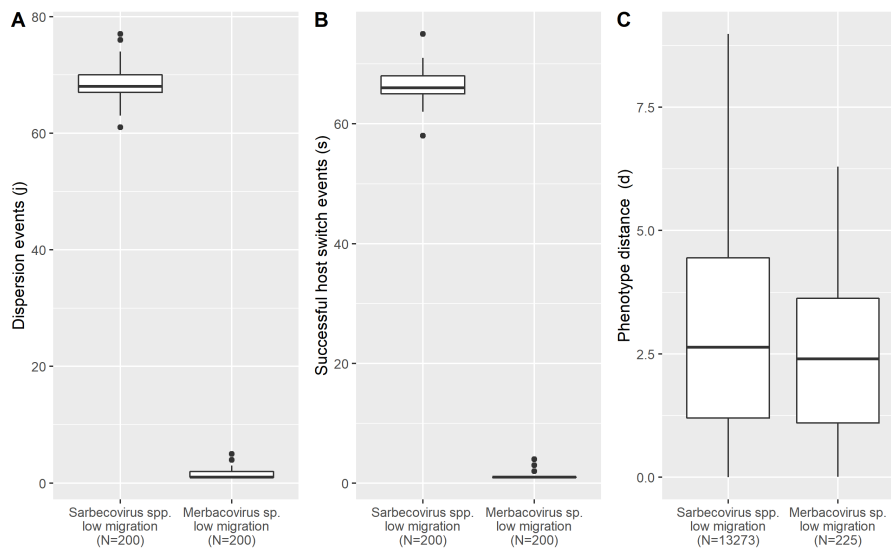 A
Dispersion events (j)
80
60
40
20
0
Sarbecovirus spp.
low migration
(N=200)
Merbacovirus sp.
low migration
(N=200)
B
Successful host switch events (s)
60
40
20
0
Sarbecovirus spp.
low migration
(N=200)
Merbacovirus sp.
low migration
(N=200)
C
Phenotype distance (d)
7.5
5.0
2.5
0.0
Sarbecovirus spp.
low migration
(N=13273)
Merbacovirus sp.
low migration
(N=225)